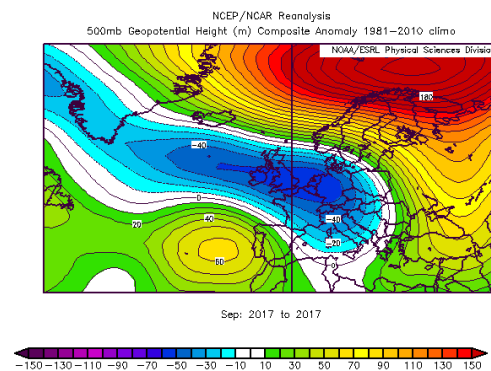 NCEP/NCAR Reanalysis
500mb Geopotential Height (m) Composite Anomaly 1981-2010 climo
NOAA/ESRL Physical Sciences Divisio
180
-40
0
20
40
60
-40
-20
0
Sep: 2017 to 2017
-150 -130 -110 -90 -70 -50 -30 -10 10 30 50 70 90 110 130 150